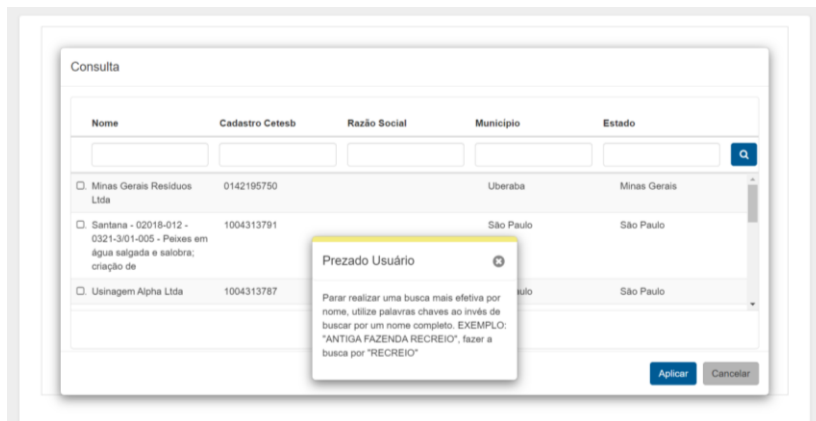 Consulta
Nome Cadastro Cetesb Razão Social Município Estado
Minas Gerais Resíduos Ltda 0142195750 Uberaba Minas Gerais
Santana - 02018-012 - 1004313791 São Paulo São Paulo
0321-3/01-005 - Peixes em
água salgada e salobra;
criação de
Usinagem Alpha Ltda 1004313787 São Paulo
Prezado Usuário
Parar realizar uma busca mais efetiva por
nome, utilize palavras chaves ao invés de
buscar por um nome completo. EXEMPLO:
"ANTIGA FAZENDA RECREIO", fazer a
busca por "RECREIO"
Aplicar Cancelar